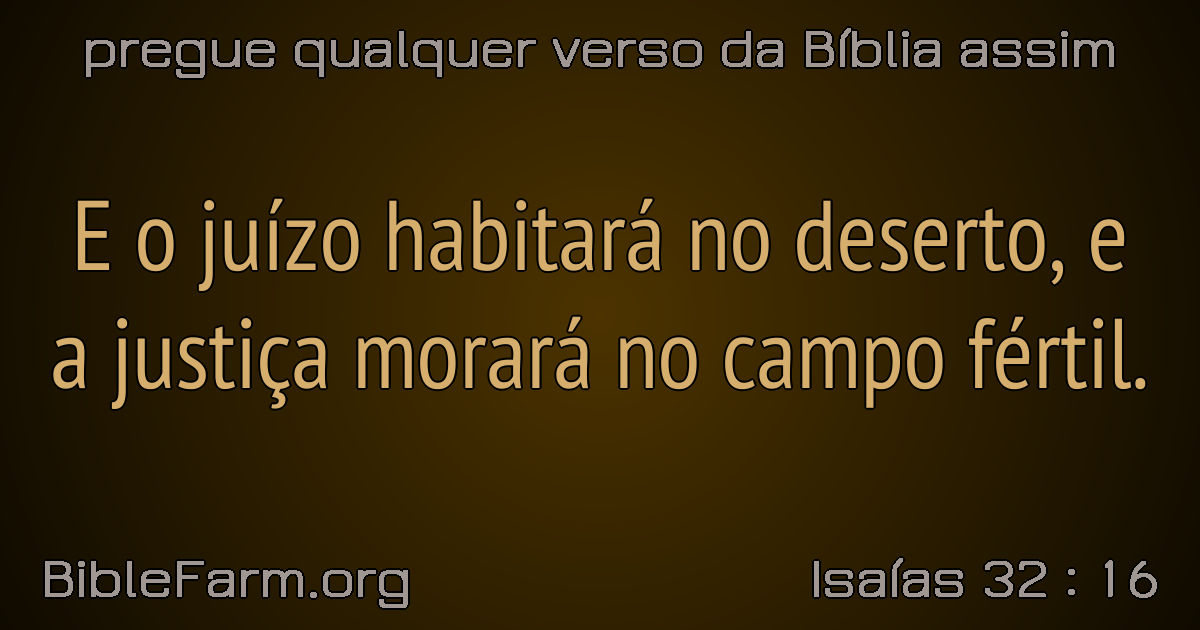 pregue qualquer verso da Bíblia assim
E o juízo habitará no deserto, e
a justiça morará no campo fértil.
BibleFarm.org
Isaías 32 : 16